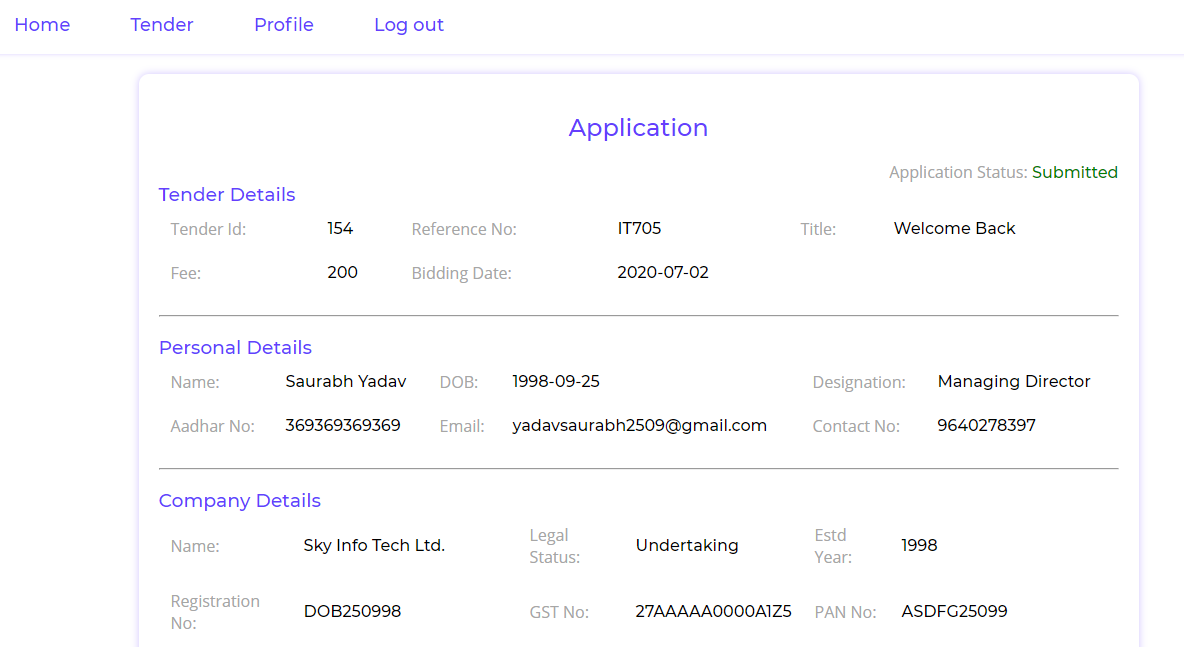 Home Tender Profile Log out
Application
Application Status: Submitted
Tender Details
Tender Id: 154 Reference No: IT705 Title: Welcome Back
Fee: 200 Bidding Date: 2020-07-02
Personal Details
Name: Saurabh Yadav DOB: 1998-09-25 Designation: Managing Director
Aadhar No: 369369369369 Email: yadavsaurabh2509@gmail.com Contact No: 9640278397
Company Details
Name: Sky Info Tech Ltd. Legal Status: Undertaking Estd Year: 1998
Registration No: DOB250998 GST No: 27AAAAA0000A1Z5 PAN No: ASDFG25099